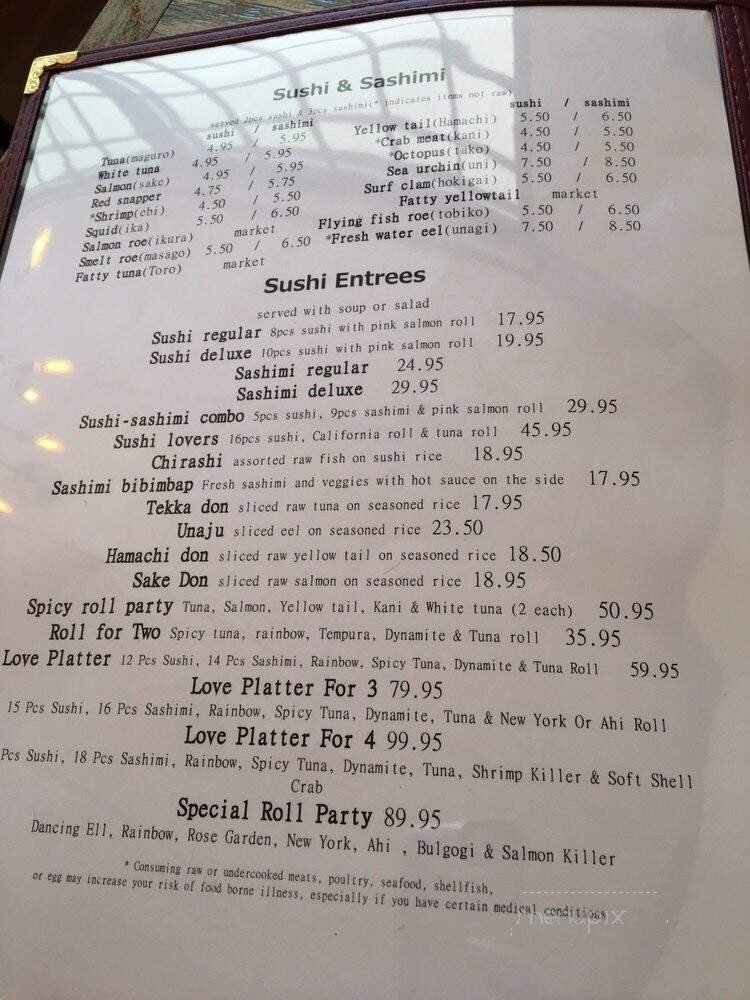 Sushi & Sashimi
served 2pcs sushi & 3pcs sashimi(* indicates items not raw)
sushi / sashimi
Tuna(maguro) 4.95 / 5.95
White tuna 4.95 / 5.95
Salmon(sake) 4.95 / 5.95
Red snapper 4.75 / 5.75
*Shrimp(ebi) 4.50 / 5.50
Squid(ika) 5.50 / 6.50
Salmon roe(ikura) market
Smelt roe(masago) 5.50 / 6.50
Fatty tuna(Toro) market
sushi / sashimi
Yellow tail(Hamachi) 5.50 / 6.50
*Crab meat(kani) 4.50 / 5.50
*Octopus(tako) 4.50 / 5.50
Sea urchin(uni) 7.50 / 8.50
Surf clam(hokigai) 5.50 / 6.50
Fatty yellowtail market
Flying fish roe(tobiko) 5.50 / 6.50
*Fresh water eel(unagi) 7.50 / 8.50
Sushi Entrees
served with soup or salad
Sushi regular 8pcs sushi with pink salmon roll 17.95
Sushi deluxe 10pcs sushi with pink salmon roll 19.95
Sashimi regular 24.95
Sashimi deluxe 29.95
Sushi-sashimi combo 5pcs sushi, 9pcs sashimi & pink salmon roll 29.95
Sushi lovers 16pcs sushi, California roll & tuna roll 45.95
Chirashi assorted raw fish on sushi rice 18.95
Sashimi bibimbap Fresh sashimi and veggies with hot sauce on the side 17.95
Tekka don sliced raw tuna on seasoned rice 17.95
Unaju sliced eel on seasoned rice 23.50
Hamachi don sliced raw yellow tail on seasoned rice 18.50
Sake Don sliced raw salmon on seasoned rice 18.95
Spicy roll party Tuna, Salmon, Yellow tail, Kani & White tuna (2 each) 50.95
Roll for Two Spicy tuna, rainbow, Tempura, Dynamite & Tuna roll 35.95
Love Platter 12 Pcs Sushi, 14 Pcs Sashimi, Rainbow, Spicy Tuna, Dynamite & Tuna Roll 59.95
Love Platter For 3 79.95
15 Pcs Sushi, 16 Pcs Sashimi, Rainbow, Spicy Tuna, Dynamite, Tuna & New York Or Ahi Roll
Love Platter For 4 99.95
Pcs Sushi, 18 Pcs Sashimi, Rainbow, Spicy Tuna, Dynamite, Tuna, Shrimp Killer & Soft Shell
Crab
Special Roll Party 89.95
Dancing Ell, Rainbow, Rose Garden, New York, Ahi , Bulgogi & Salmon Killer
* Consuming raw or undercooked meats, poultry, seafood, shellfish,
or egg may increase your risk of food borne illness, especially if you have certain medical conditions
menupix